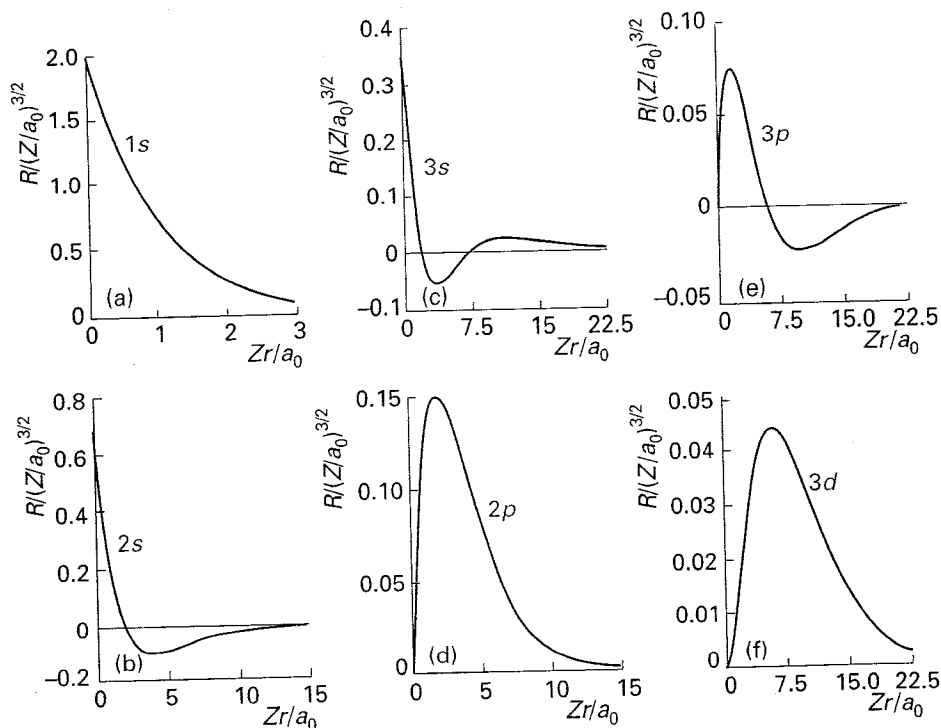 R/(Z/a₀)^3/2
2.0
1.5
1.0
0.5
0
1s
(a)
0 1 2 3
Zr/a₀
R/(Z/a₀)^3/2
0.4
0.3
0.2
0.1
0
−0.1
3s
(c)
0 7.5 15 22.5
Zr/a₀
R/(Z/a₀)^3/2
0.10
0.05
0
−0.05
3p
(e)
0 7.5 15.0 22.5
Zr/a₀
R/(Z/a₀)^3/2
0.8
0.6
0.4
0.2
0
−0.2
2s
(b)
0 5 10 15
Zr/a₀
R/(Z/a₀)^3/2
0.15
0.10
0.05
0
2p
(d)
0 5 10 15
Zr/a₀
R/(Z/a₀)^3/2
0.05
0.04
0.03
0.02
0.01
0
3d
(f)
0 7.5 15.0 22.5
Zr/a₀